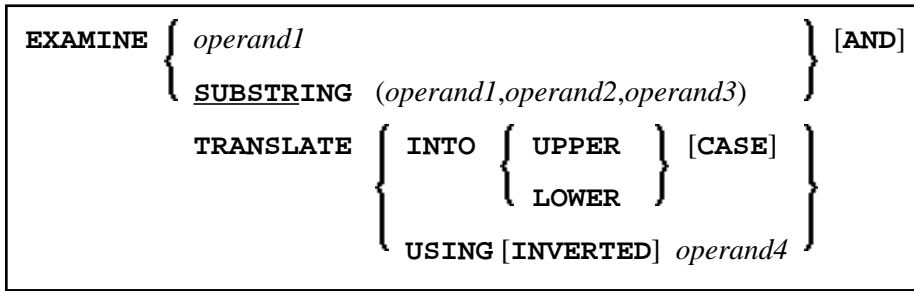 EXAMINE operand1 [AND]
SUBSTRING (operand1,operand2,operand3)
TRANSLATE INTO UPPER [CASE]
LOWER
USING [INVERTED] operand4